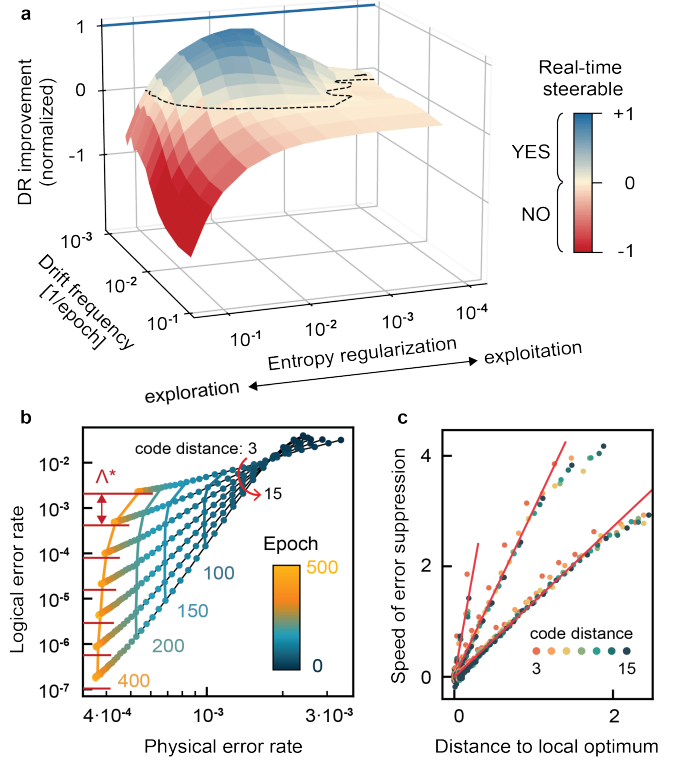 a
DR improvement
(normalized)
1
0
-1
10⁻³
10⁻²
10⁻¹
Drift frequency
[1/epoch]
10⁻¹
10⁻²
10⁻³
10⁻⁴
Entropy regularization
exploration
exploitation
Real-time
steerable
YES
NO
+1
0
-1
b
Logical error rate
10⁻²
10⁻³
10⁻⁴
10⁻⁵
10⁻⁶
10⁻⁷
code distance: 3
15
Λ*
Epoch
500
0
100
150
200
400
4·10⁻⁴
10⁻³
3·10⁻³
Physical error rate
c
Speed of error suppression
4
2
0
code distance
3
15
0
2
Distance to local optimum